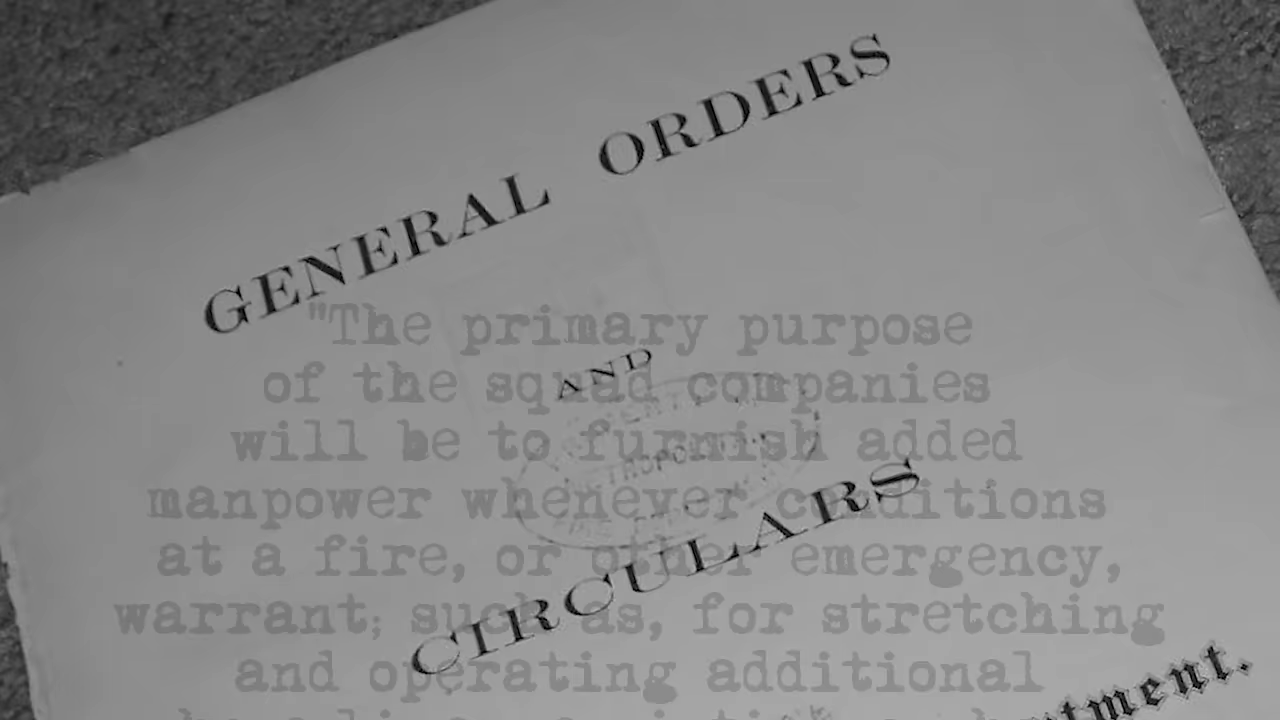 GENERAL ORDERS
AND
CIRCULARS
"The primary purpose
of the squad companies
will be to furnish added
manpower whenever conditions
at a fire, or other emergency,
warrant; such as, for stretching
and operating additional